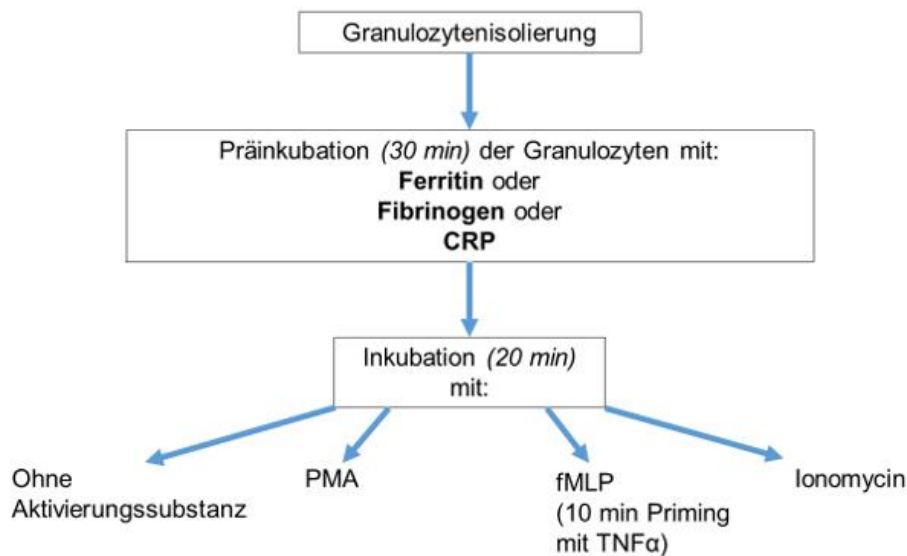 Granulozytenisolierung
Präinkubation (30 min) der Granulozyten mit:
Ferritin oder
Fibrinogen oder
CRP
Inkubation (20 min)
mit:
Ohne
Aktivierungssubstanz
PMA
fMLP
(10 min Priming
mit TNFα)
Ionomycin